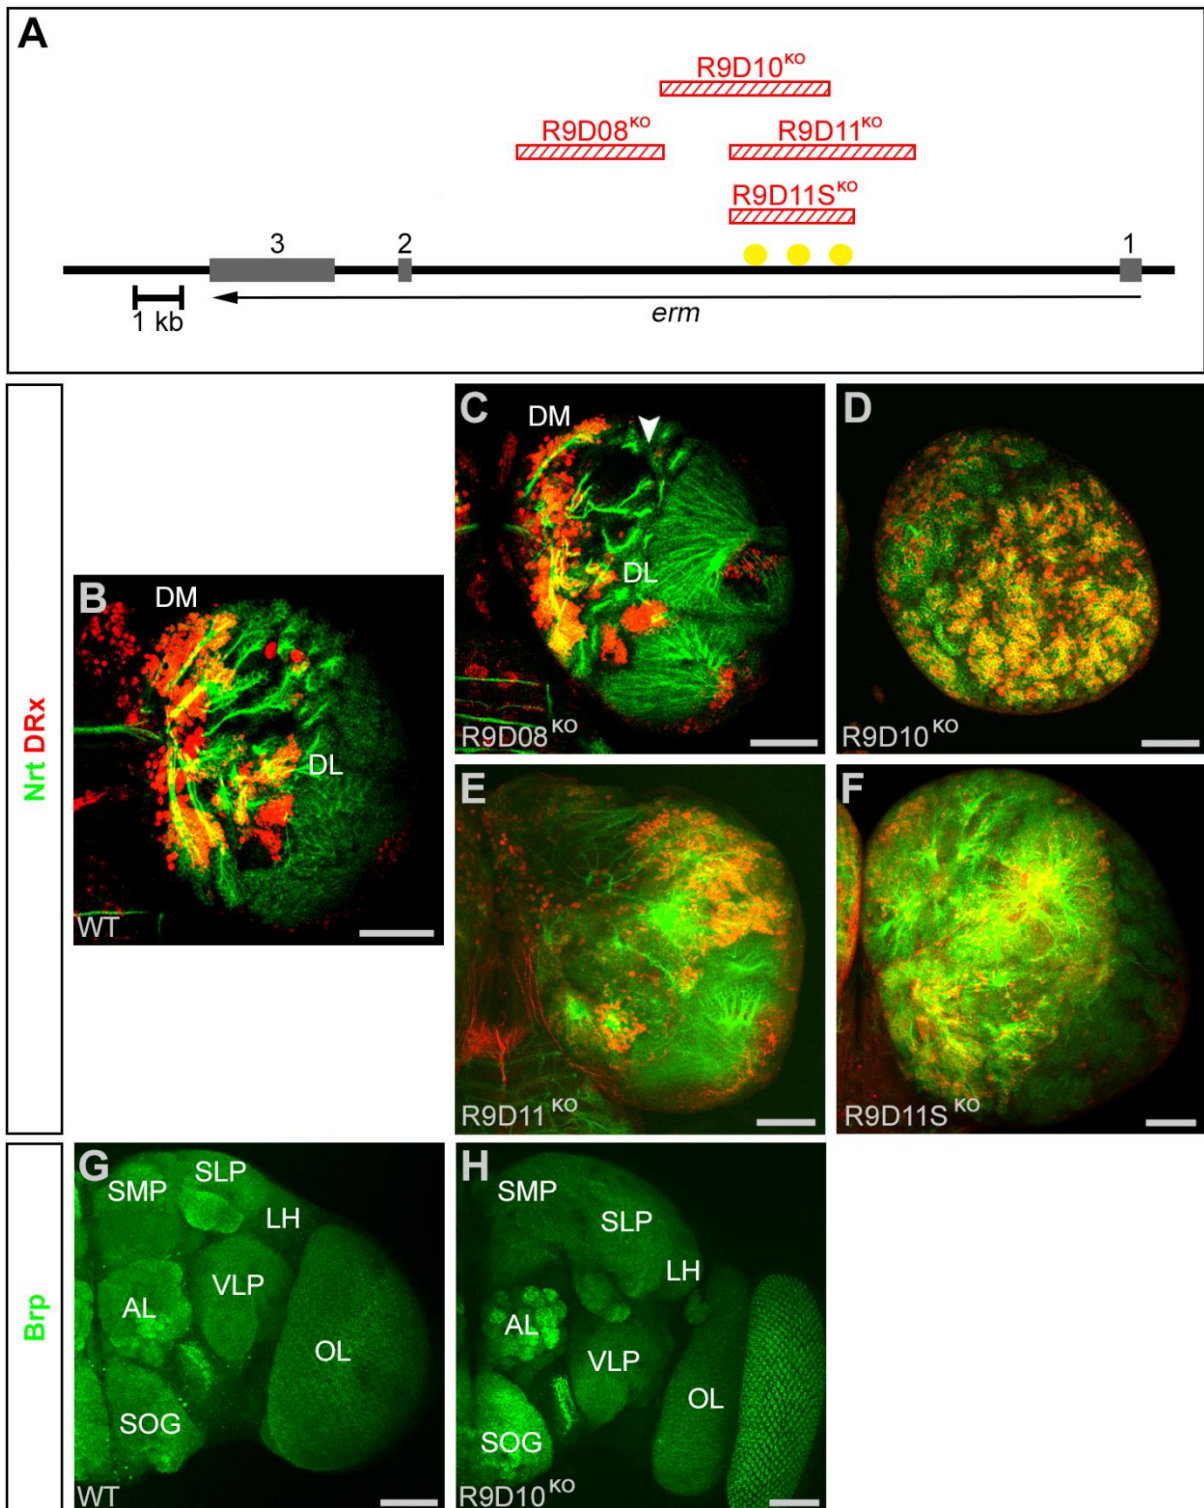 A
R9D10KO
R9D08KO
R9D11KO
R9D11SKO
3
2
1
1 kb
erm
Nrt DRx
B
DM
DL
WT
C
DM
DL
R9D08KO
D
R9D10KO
E
R9D11KO
F
R9D11SKO
Brp
G
SMP
SLP
LH
VLP
AL
OL
SOG
WT
H
SMP
SLP
LH
AL
VLP
OL
SOG
R9D10KO